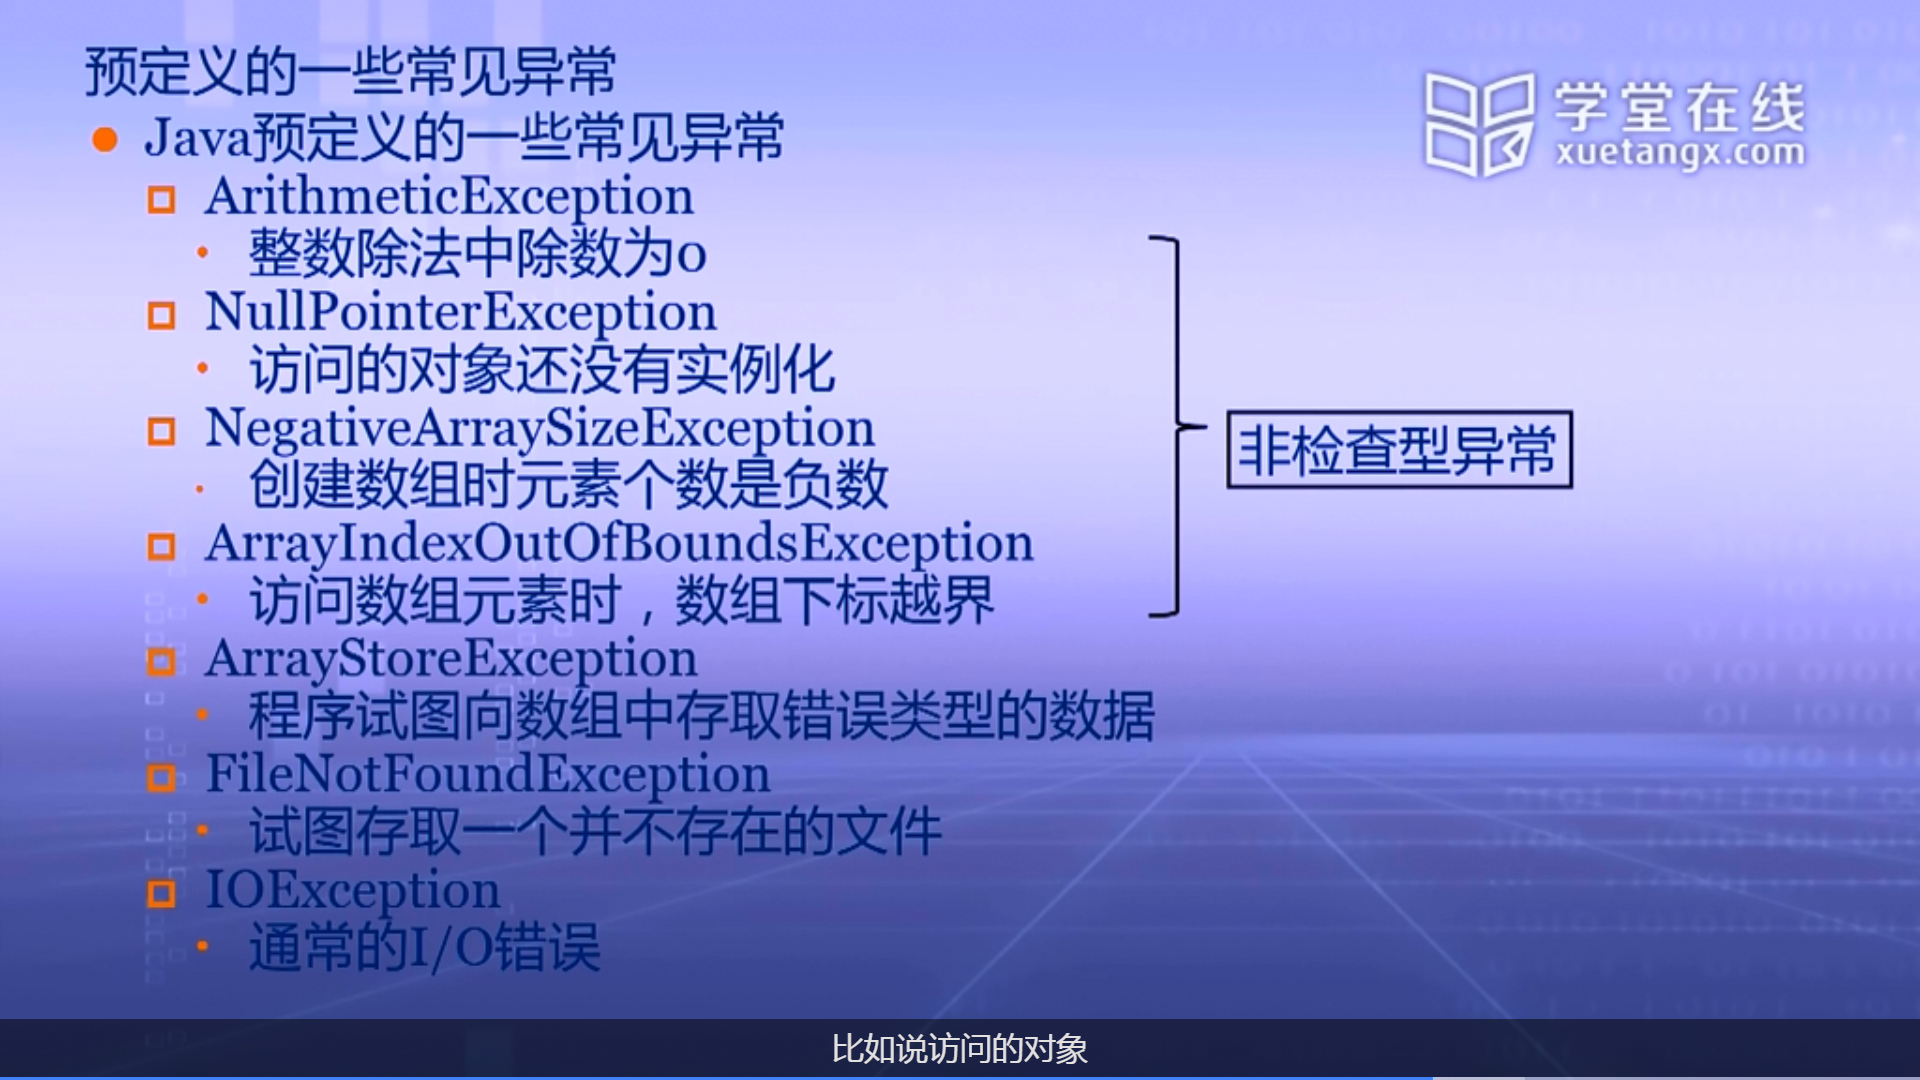 预定义的一些常见异常
Java预定义的一些常见异常
ArithmeticException
整数除法中除数为0
NullPointerException
访问的对象还没有实例化
NegativeArraySizeException
创建数组时元素个数是负数
ArrayIndexOutOfBoundsException
访问数组元素时，数组下标越界
ArrayStoreException
程序试图向数组中存取错误类型的数据
FileNotFoundException
试图存取一个并不存在的文件
IOException
通常的I/O错误
非检查型异常
学堂在线
xuetangx.com
比如说访问的对象